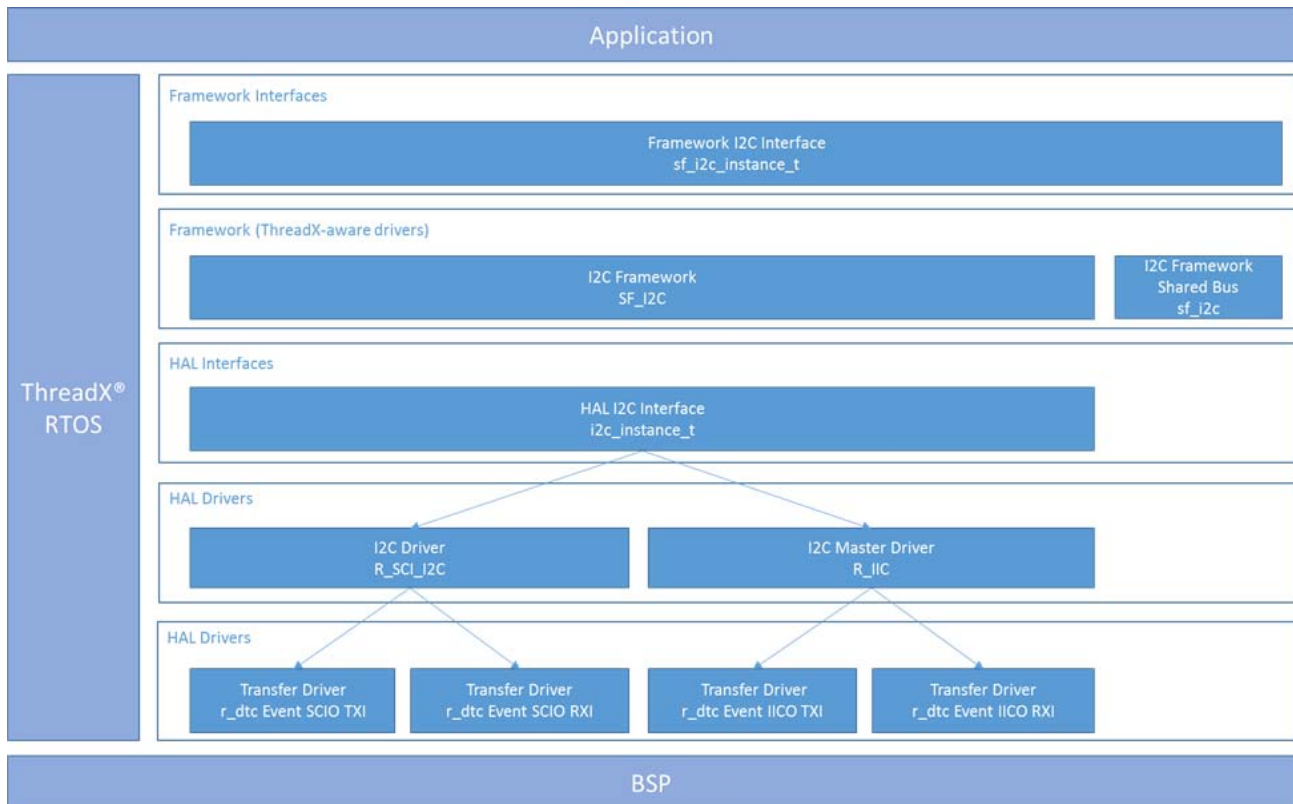 Application
ThreadX®
RTOS
Framework Interfaces
Framework I2C Interface
sf_i2c_instance_t
Framework (ThreadX-aware drivers)
I2C Framework
SF_I2C
I2C Framework
Shared Bus
sf_i2c
HAL Interfaces
HAL I2C Interface
i2c_instance_t
HAL Drivers
I2C Driver
R_SCI_I2C
I2C Master Driver
R_IIC
HAL Drivers
Transfer Driver
r_dtc Event SCIO TXI
Transfer Driver
r_dtc Event SCIO RXI
Transfer Driver
r_dtc Event IICO TXI
Transfer Driver
r_dtc Event IICO RXI
BSP